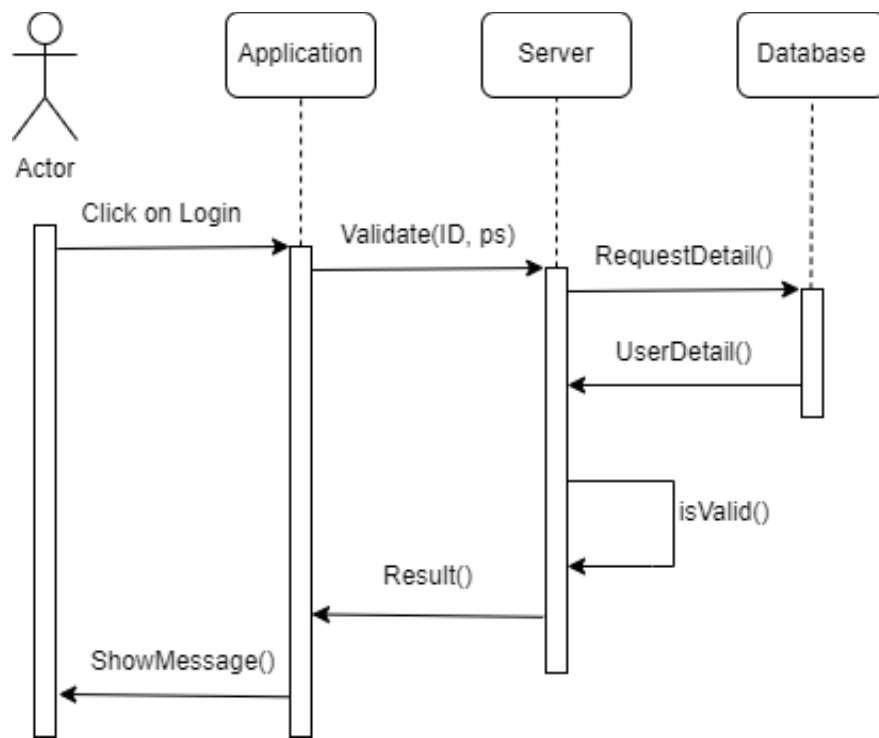 Application
Server
Database
Actor
Click on Login
Validate(ID, ps)
RequestDetail()
UserDetail()
isValid()
Result()
ShowMessage()